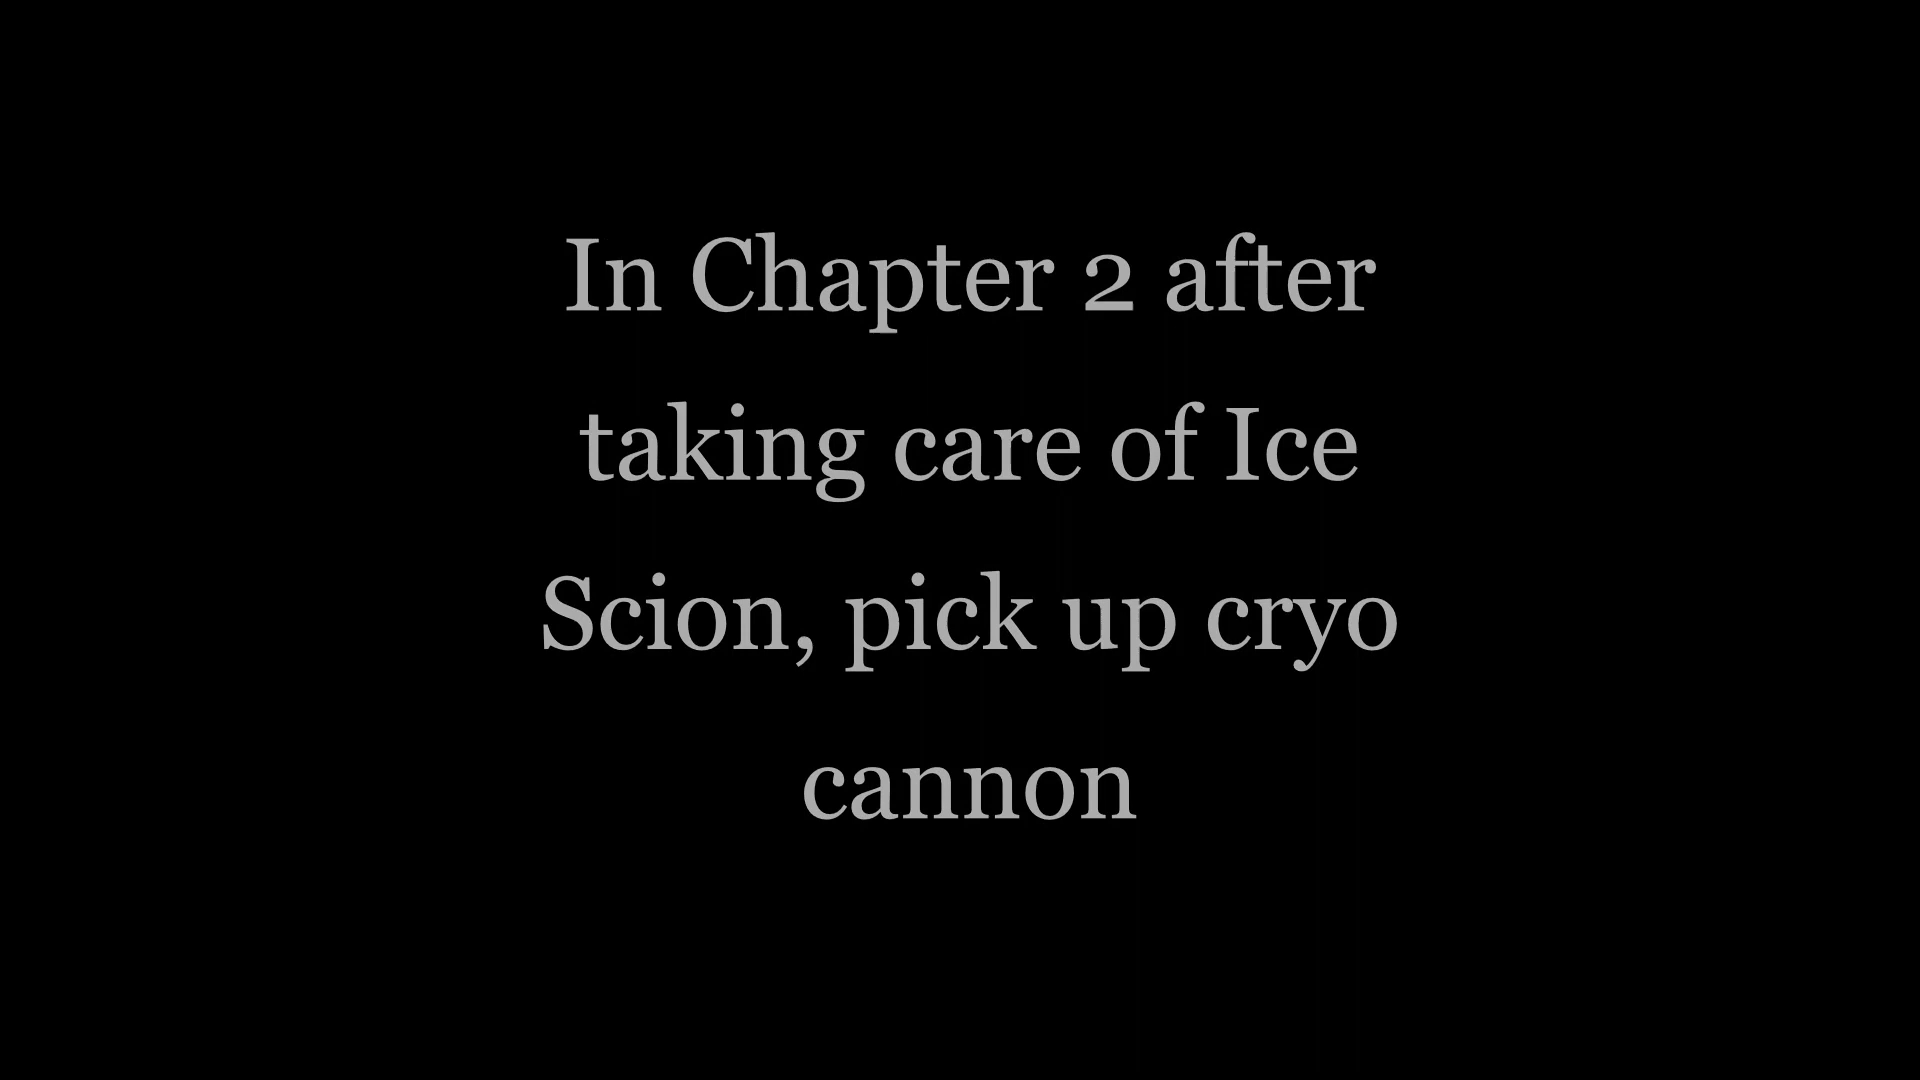 In Chapter 2 after
taking care of Ice
Scion, pick up cryo
cannon